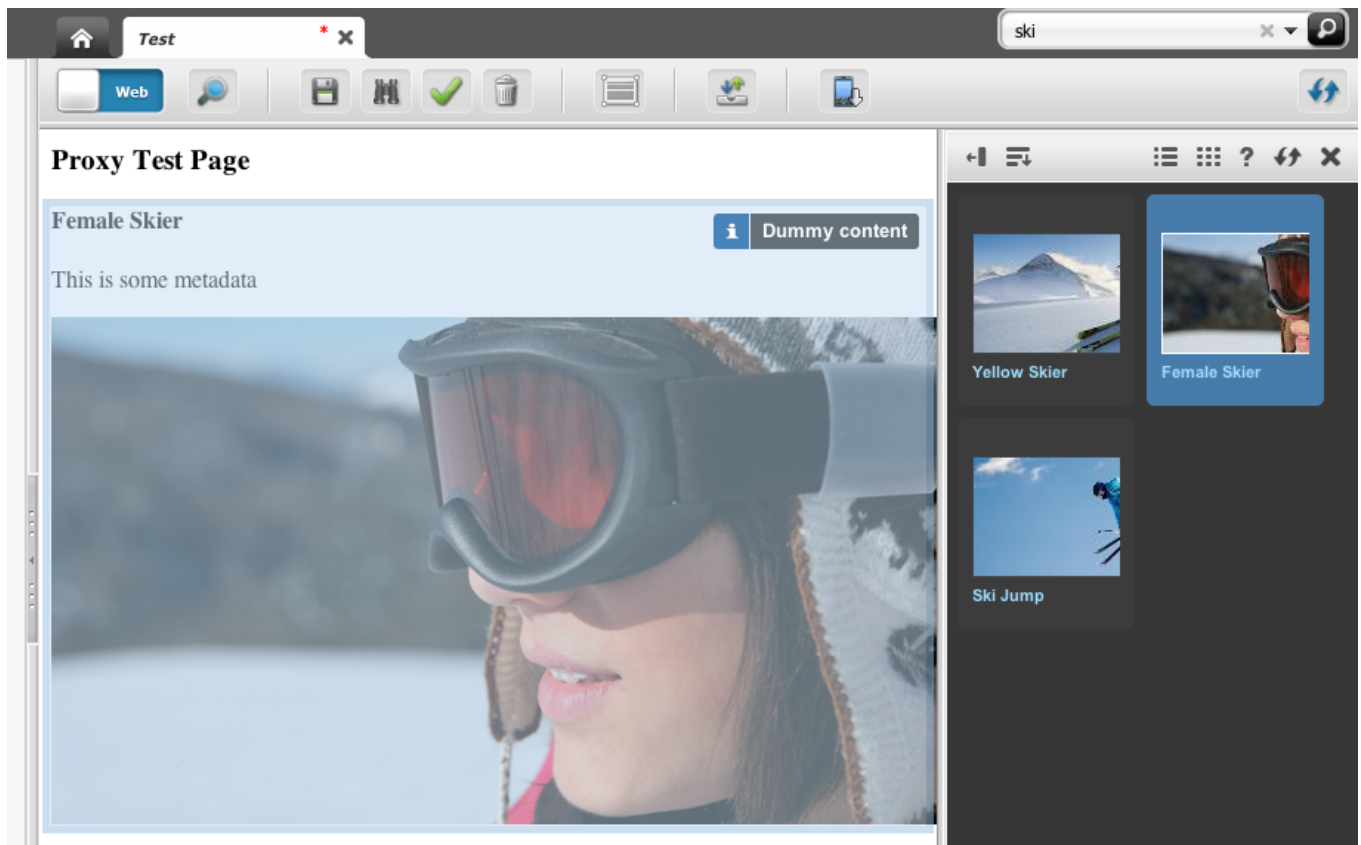 Test * ✖
ski
Web
Proxy Test Page
Female Skier
i Dummy content
This is some metadata
?
Yellow Skier
Female Skier
Ski Jump